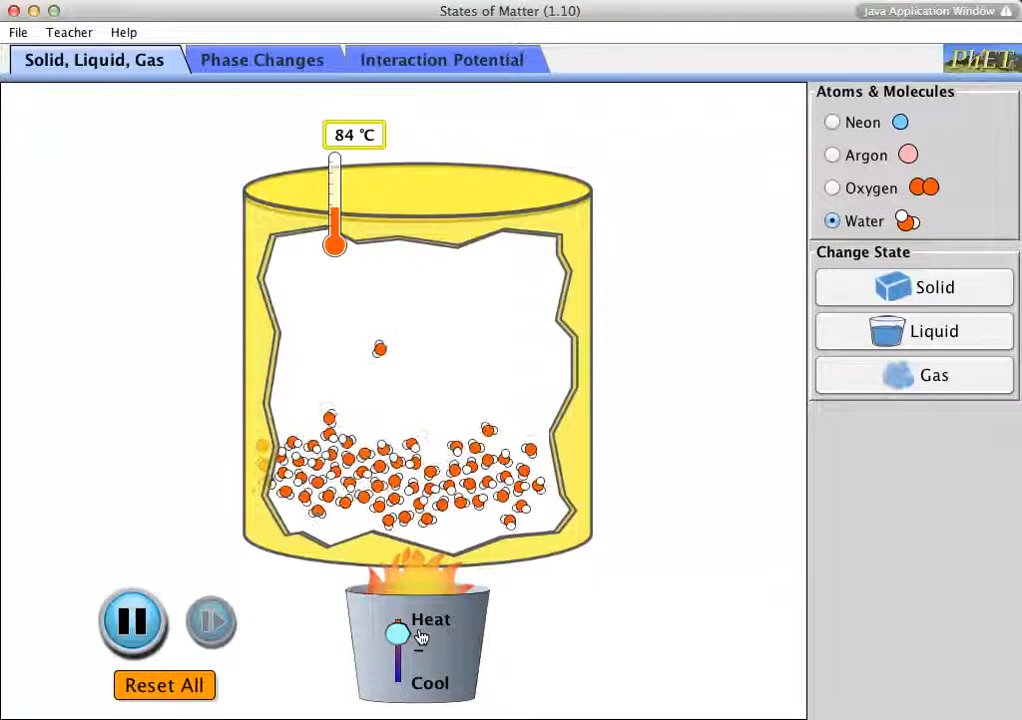 States of Matter (1.10)
Java Application Window
File Teacher Help
Solid, Liquid, Gas Phase Changes Interaction Potential
PhET
Atoms & Molecules
84 °C
Neon
Argon
Oxygen
Water
Change State
Solid
Liquid
Gas
Heat
Cool
Reset All